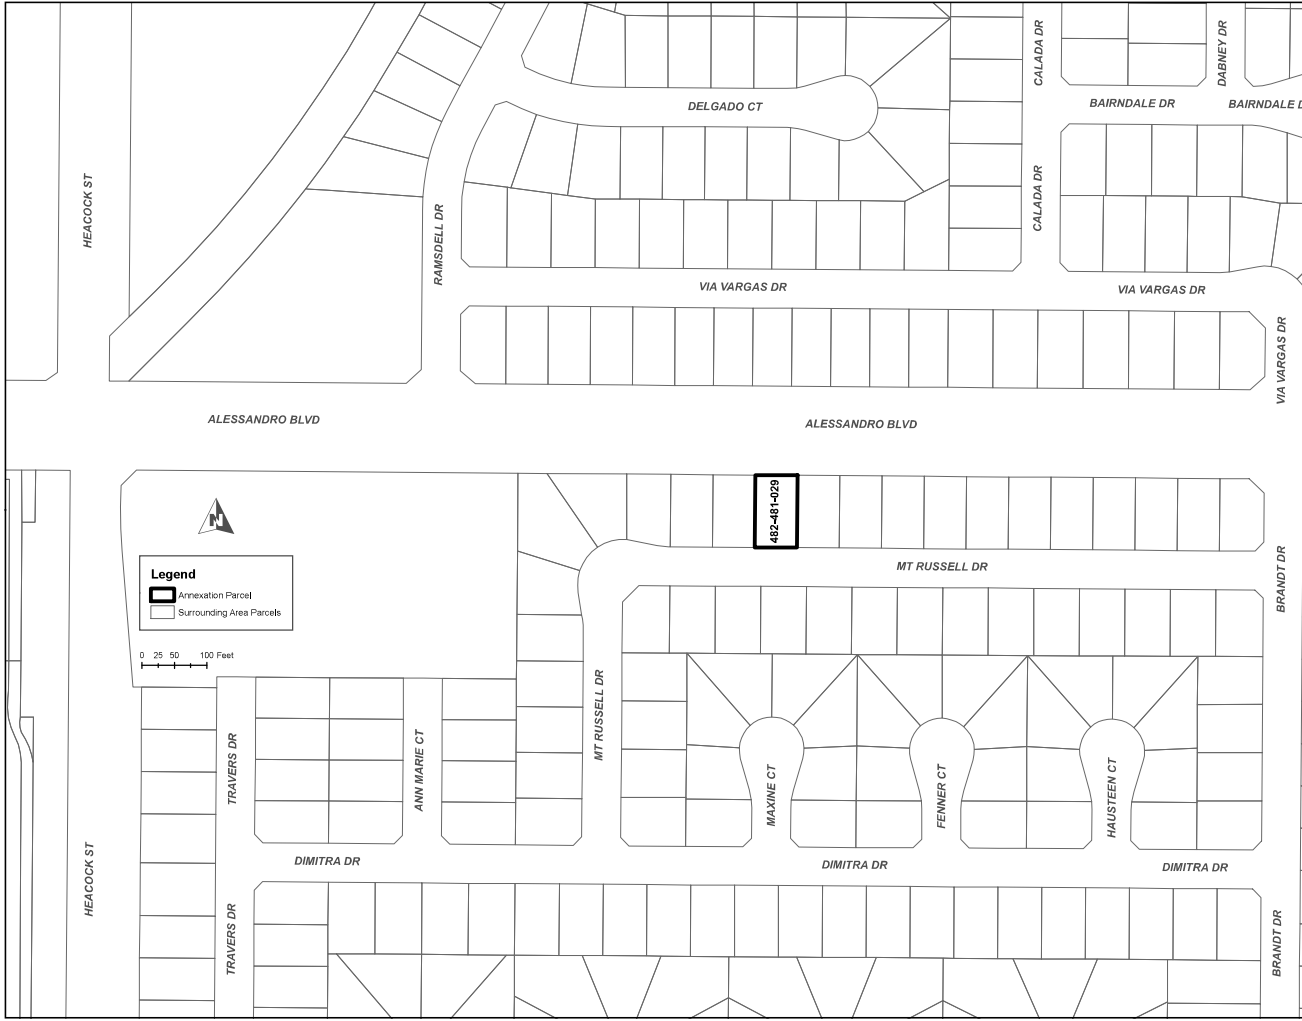 CALADA DR
DABNEY DR
DELGADO CT
BAIRNDALE DR
BAIRNDALE D
HEACOCK ST
CALADA DR
RAMSDELL DR
VIA VARGAS DR
VIA VARGAS DR
VIA VARGAS DR
ALESSANDRO BLVD
ALESSANDRO BLVD
482-481-029
N
MT RUSSELL DR
BRANDT DR
Legend
Annexation Parcel
Surrounding Area Parcels
0 25 50 100 Feet
MT RUSSELL DR
TRAVERS DR
ANN MARIE CT
MAXINE CT
FENNER CT
HAUSTEEN CT
DIMITRA DR
DIMITRA DR
DIMITRA DR
HEACOCK ST
TRAVERS DR
BRANDT DR